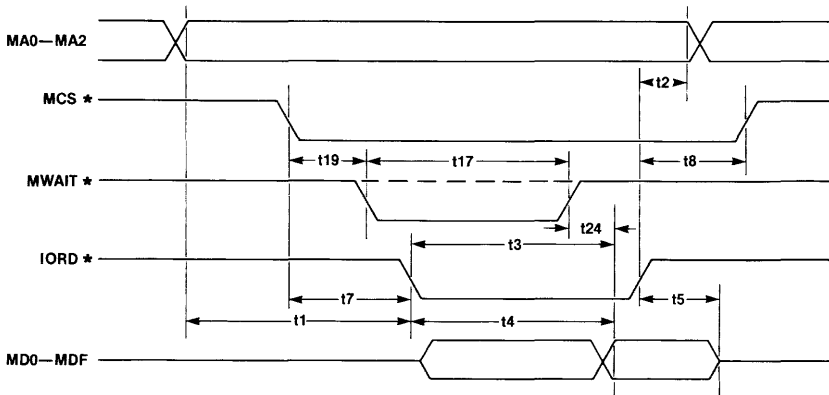 MA0—MA2
t2
MCS *
t19
t17
t8
MWAIT *
t24
t3
IORD *
t7
t5
t1
t4
MD0—MDF